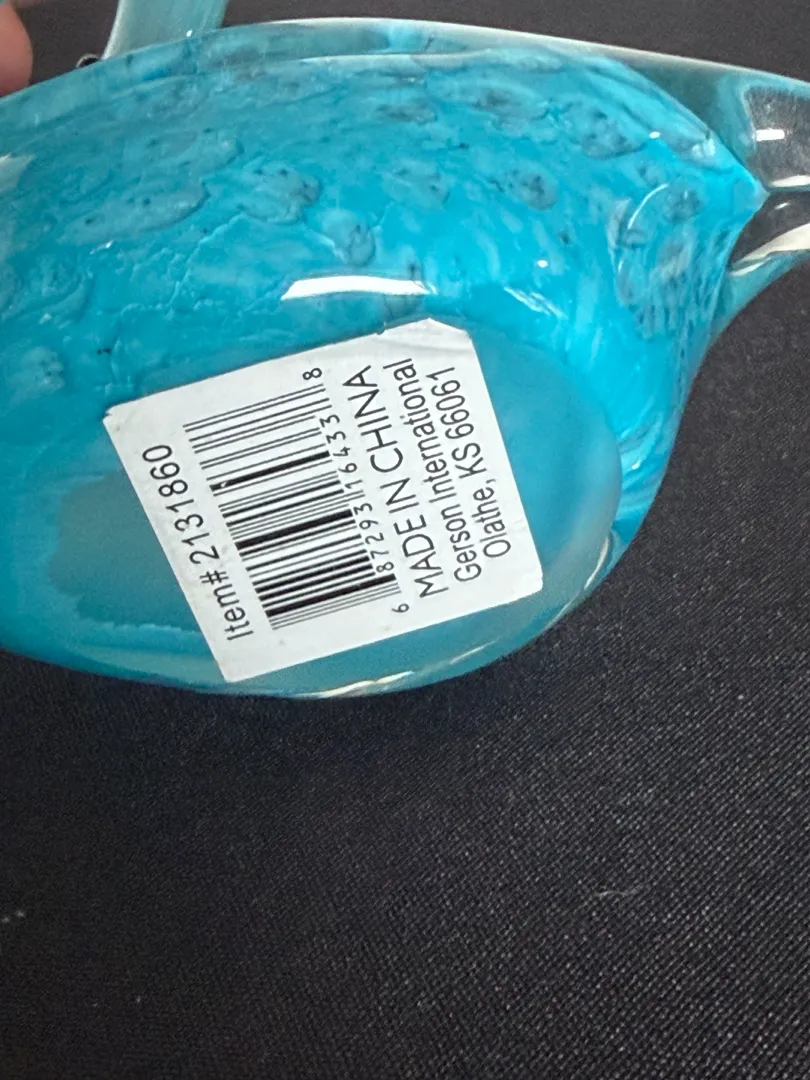 Item# 2131860
6 87293 16433 8
MADE IN CHINA
Gerson International
Olathe, KS 66061